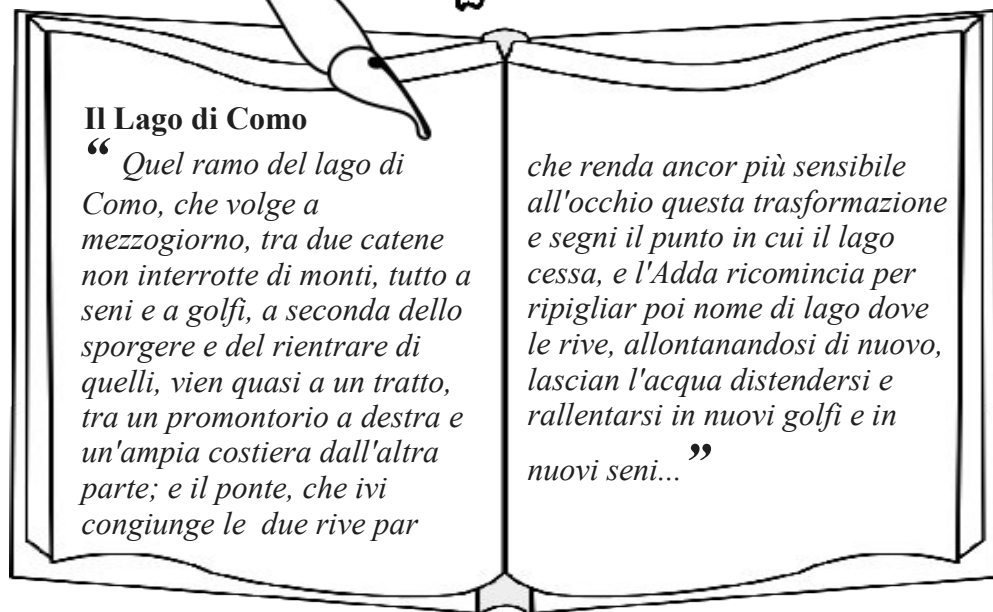 Il Lago di Como
“ Quel ramo del lago di
Como, che volge a
mezzogiorno, tra due catene
non interrotte di monti, tutto a
seni e a golfi, a seconda dello
sporgere e del rientrare di
quelli, vien quasi a un tratto,
tra un promontorio a destra e
un'ampia costiera dall'altra
parte; e il ponte, che ivi
congiunge le due rive par
che renda ancor più sensibile
all'occhio questa trasformazione
e segni il punto in cui il lago
cessa, e l'Adda ricomincia per
ripigliar poi nome di lago dove
le rive, allontanandosi di nuovo,
lascian l'acqua distendersi e
rallentarsi in nuovi golfi e in
nuovi seni... ”